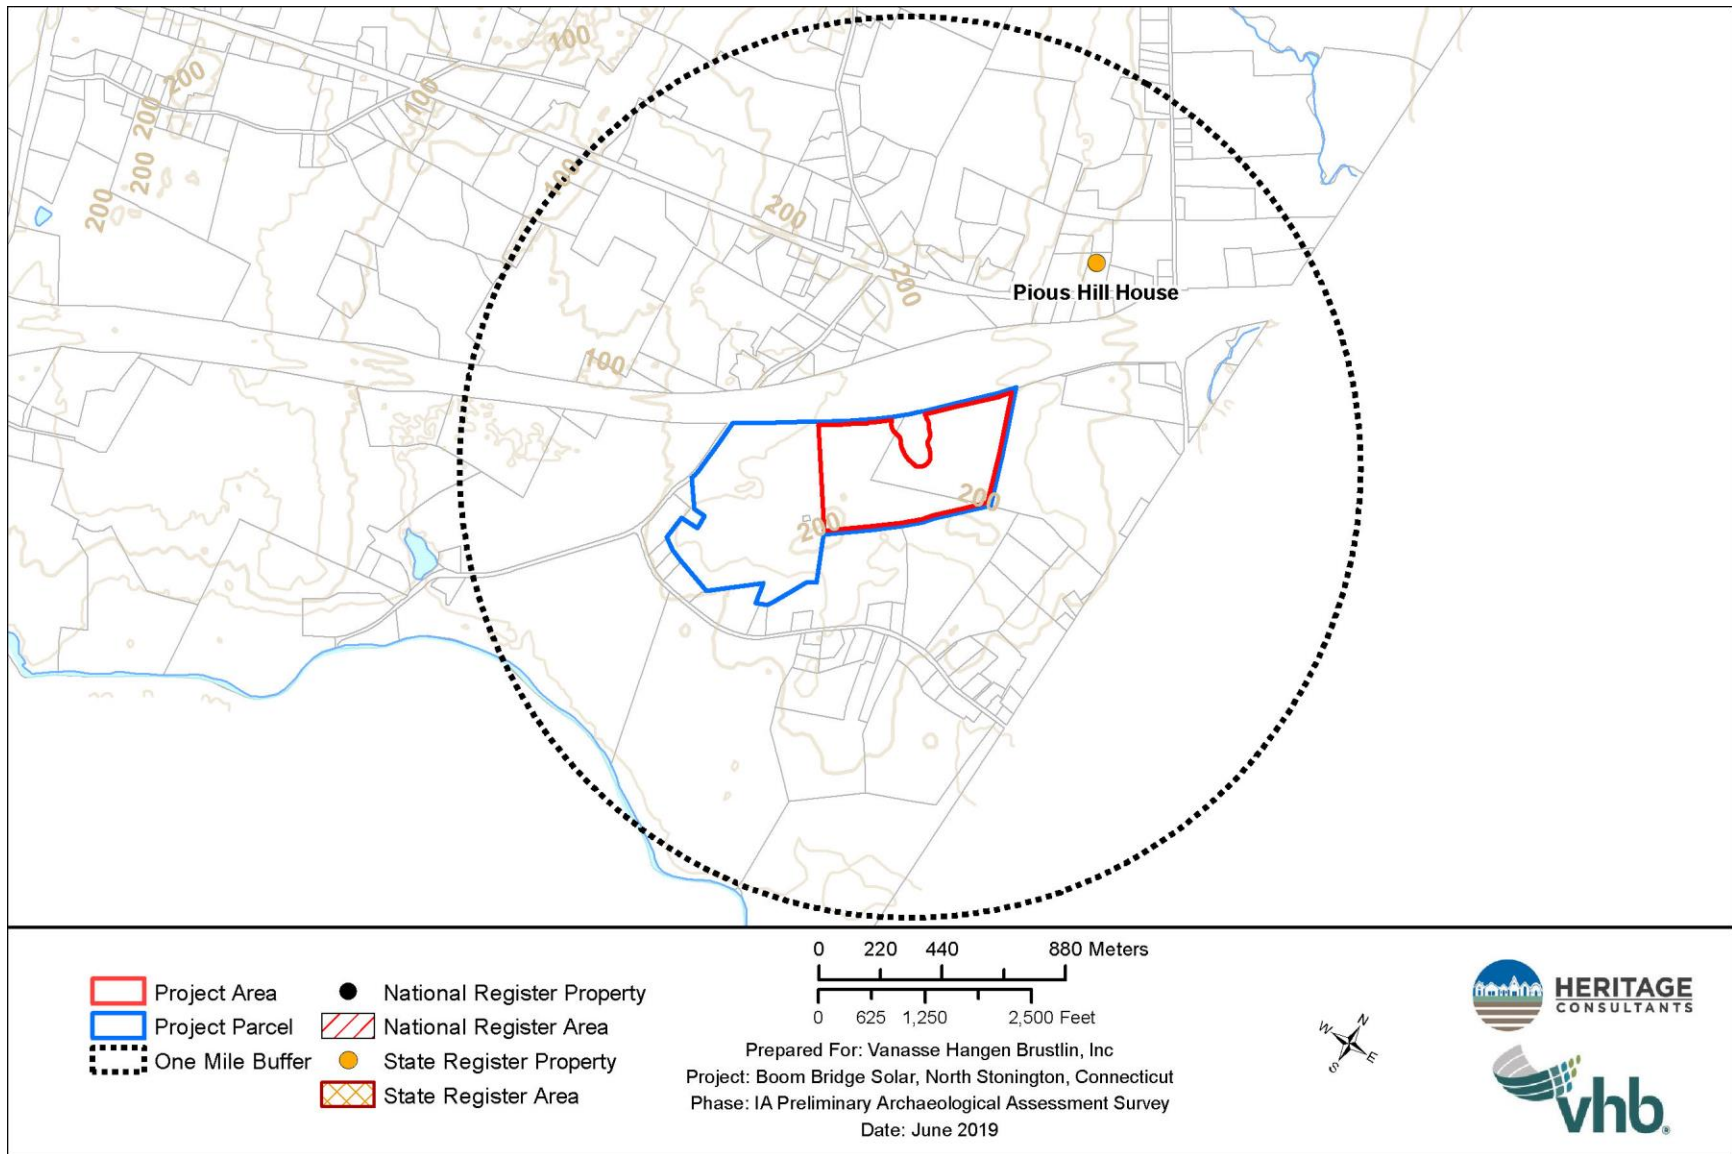 100
200
200
100
200
200
100
200
200
Pious Hill House
100
200
200
Project Area
Project Parcel
One Mile Buffer
National Register Property
National Register Area
State Register Property
State Register Area
0 220 440 880 Meters
0 625 1,250 2,500 Feet
Prepared For: Vanasse Hangen Brustlin, Inc
Project: Boom Bridge Solar, North Stonington, Connecticut
Phase: IA Preliminary Archaeological Assessment Survey
Date: June 2019
N
W
E
S
HERITAGE
CONSULTANTS
vhb®